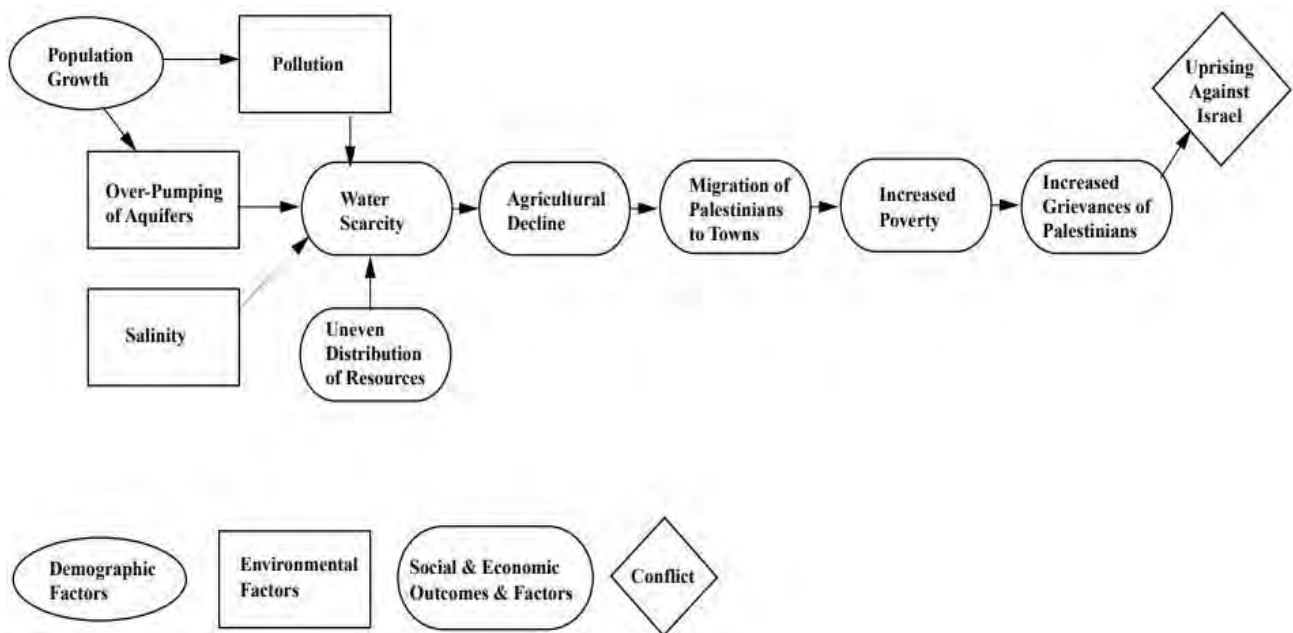 Population
Growth
Pollution
Uprising
Against
Israel
Over-Pumping
of Aquifers
Water
Scarcity
Agricultural
Decline
Migration of
Palestinians
to Towns
Increased
Poverty
Increased
Grievances of
Palestinians
Salinity
Uneven
Distribution
of Resources
Demographic
Factors
Environmental
Factors
Social & Economic
Outcomes & Factors
Conflict